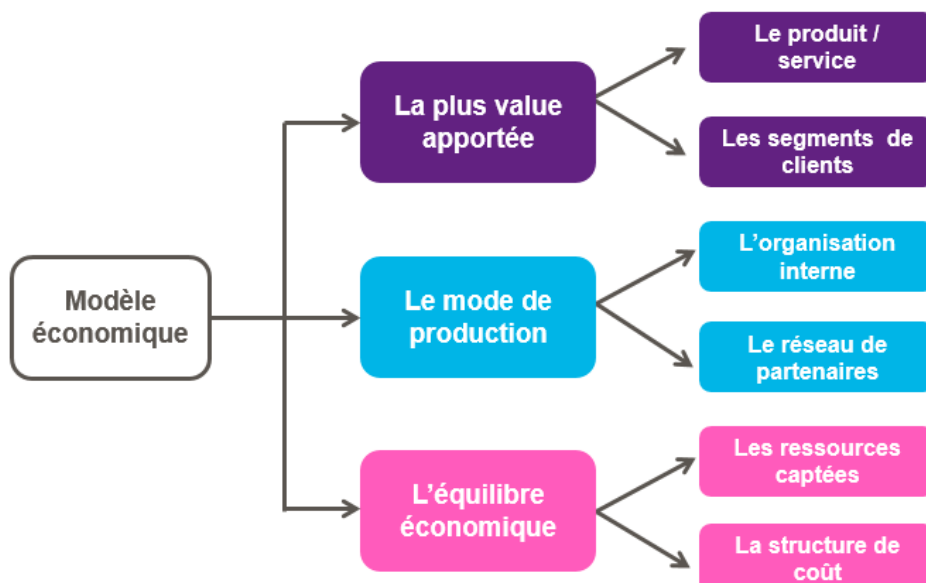 Le produit /
service
La plus value
apportée
Les segments de
clients
L'organisation
interne
Modèle
économique
Le mode de
production
Le réseau de
partenaires
Les ressources
captées
L'équilibre
économique
La structure de
coût